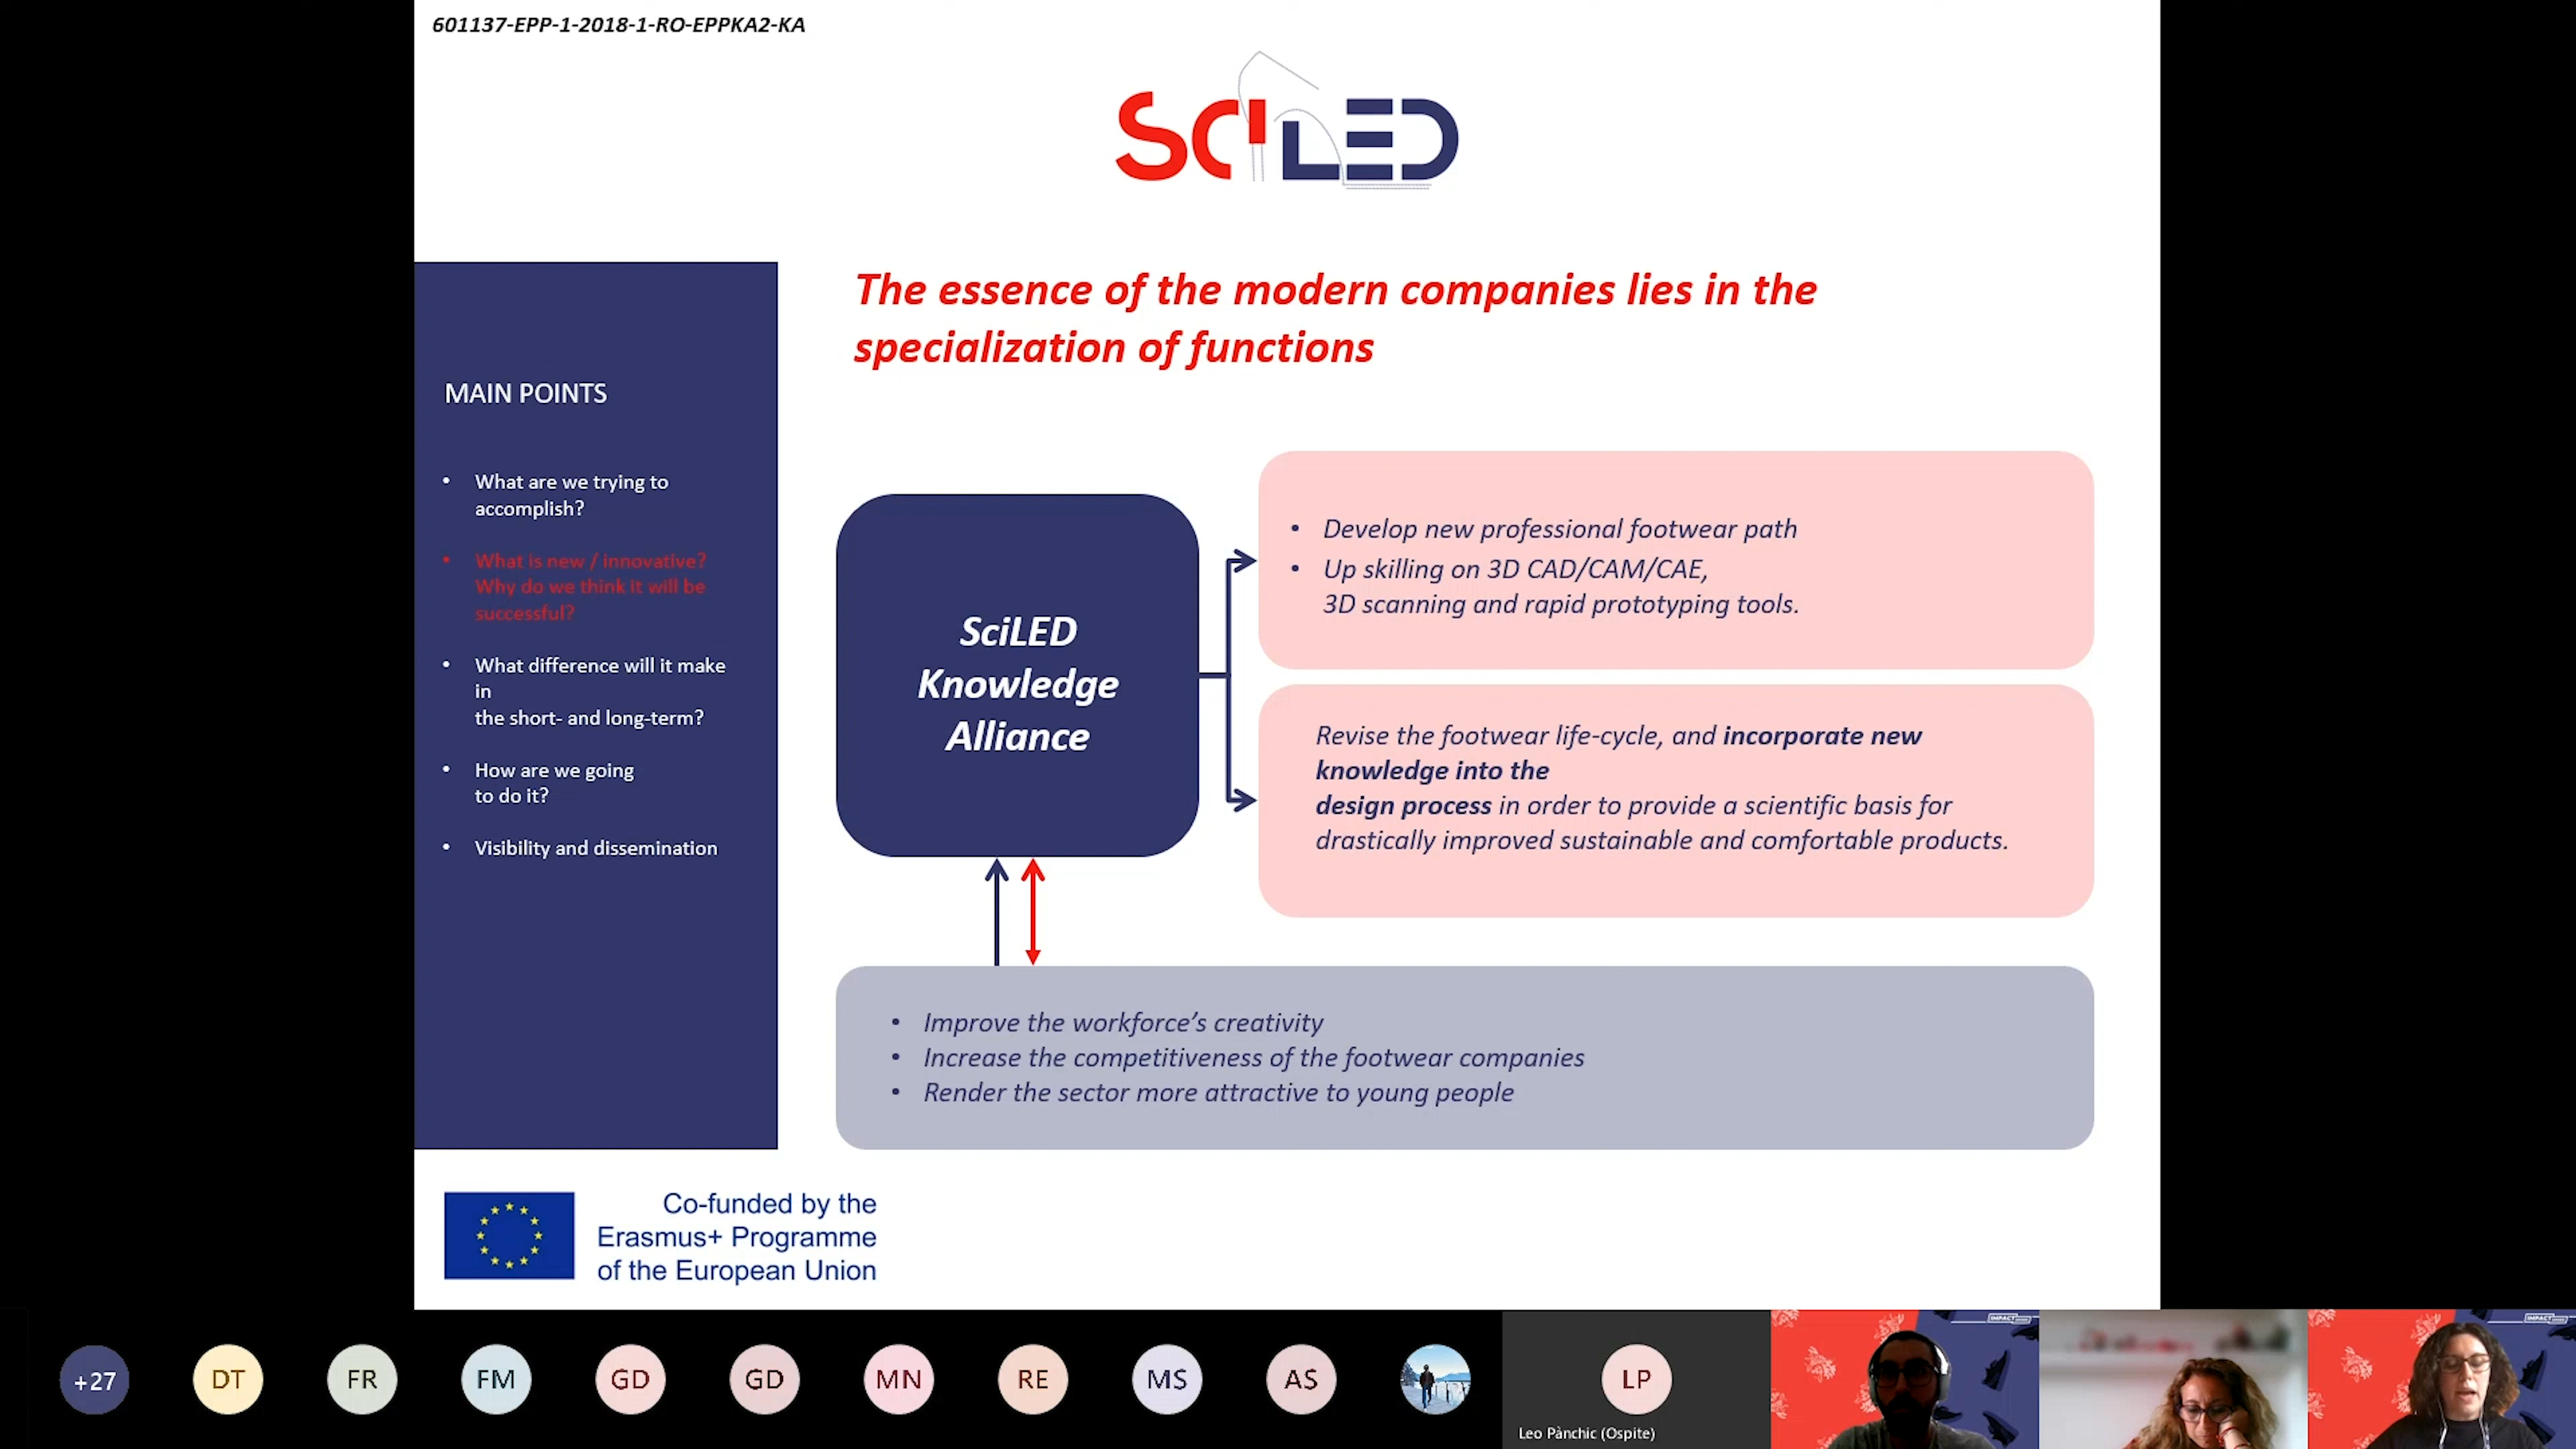 601137-EPP-1-2018-1-RO-EPPKA2-KA
SCiLED
The essence of the modern companies lies in the
specialization of functions
MAIN POINTS
• What are we trying to
accomplish?
• What is new / innovative?
Why do we think it will be
successful?
• What difference will it make
in
the short- and long-term?
• How are we going
to do it?
• Visibility and dissemination
SciLED
Knowledge
Alliance
• Develop new professional footwear path
• Up skilling on 3D CAD/CAM/CAE,
3D scanning and rapid prototyping tools.
Revise the footwear life-cycle, and incorporate new
knowledge into the
design process in order to provide a scientific basis for
drastically improved sustainable and comfortable products.
• Improve the workforce's creativity
• Increase the competitiveness of the footwear companies
• Render the sector more attractive to young people
Co-funded by the
Erasmus+ Programme
of the European Union
+27
DT
FR
FM
GD
GD
MN
RE
MS
AS
LP
Leo Pànchic (Ospite)
IMPACT
IMPACT